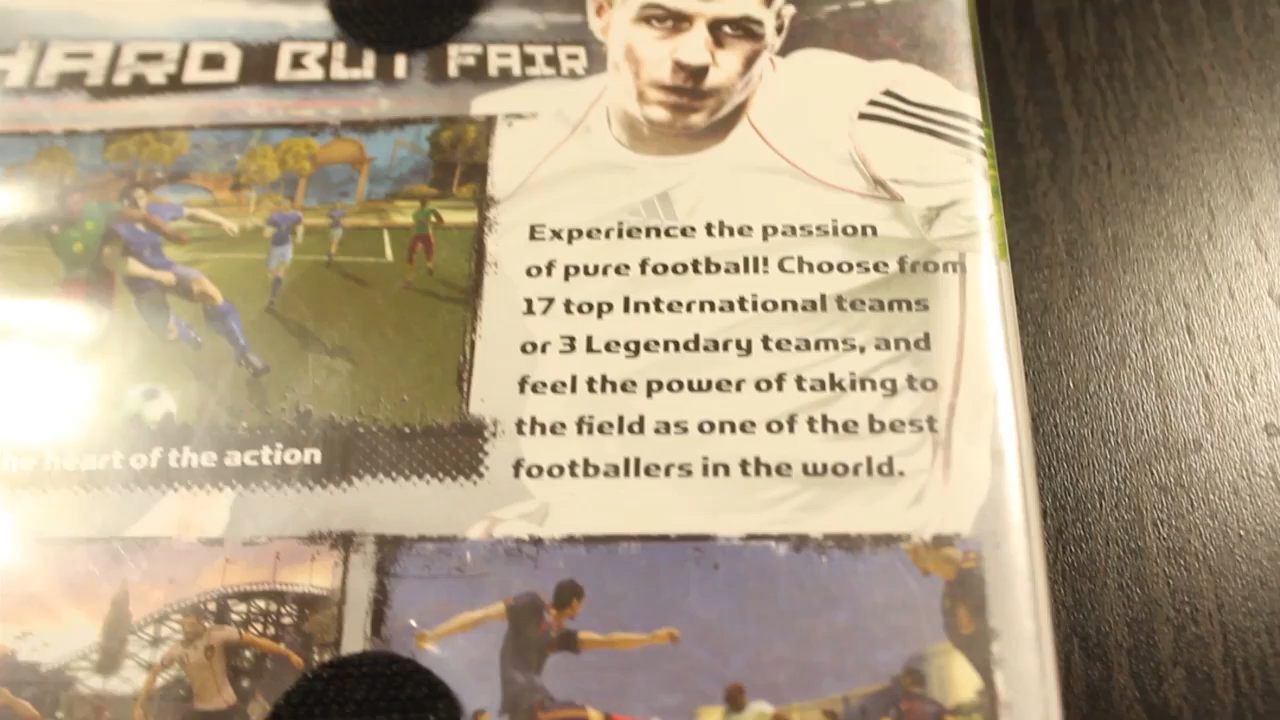 HARD BUT FAIR
Experience the passion
of pure football! Choose from
17 top International teams
or 3 Legendary teams, and
feel the power of taking to
the field as one of the best
footballers in the world.
heart of the action